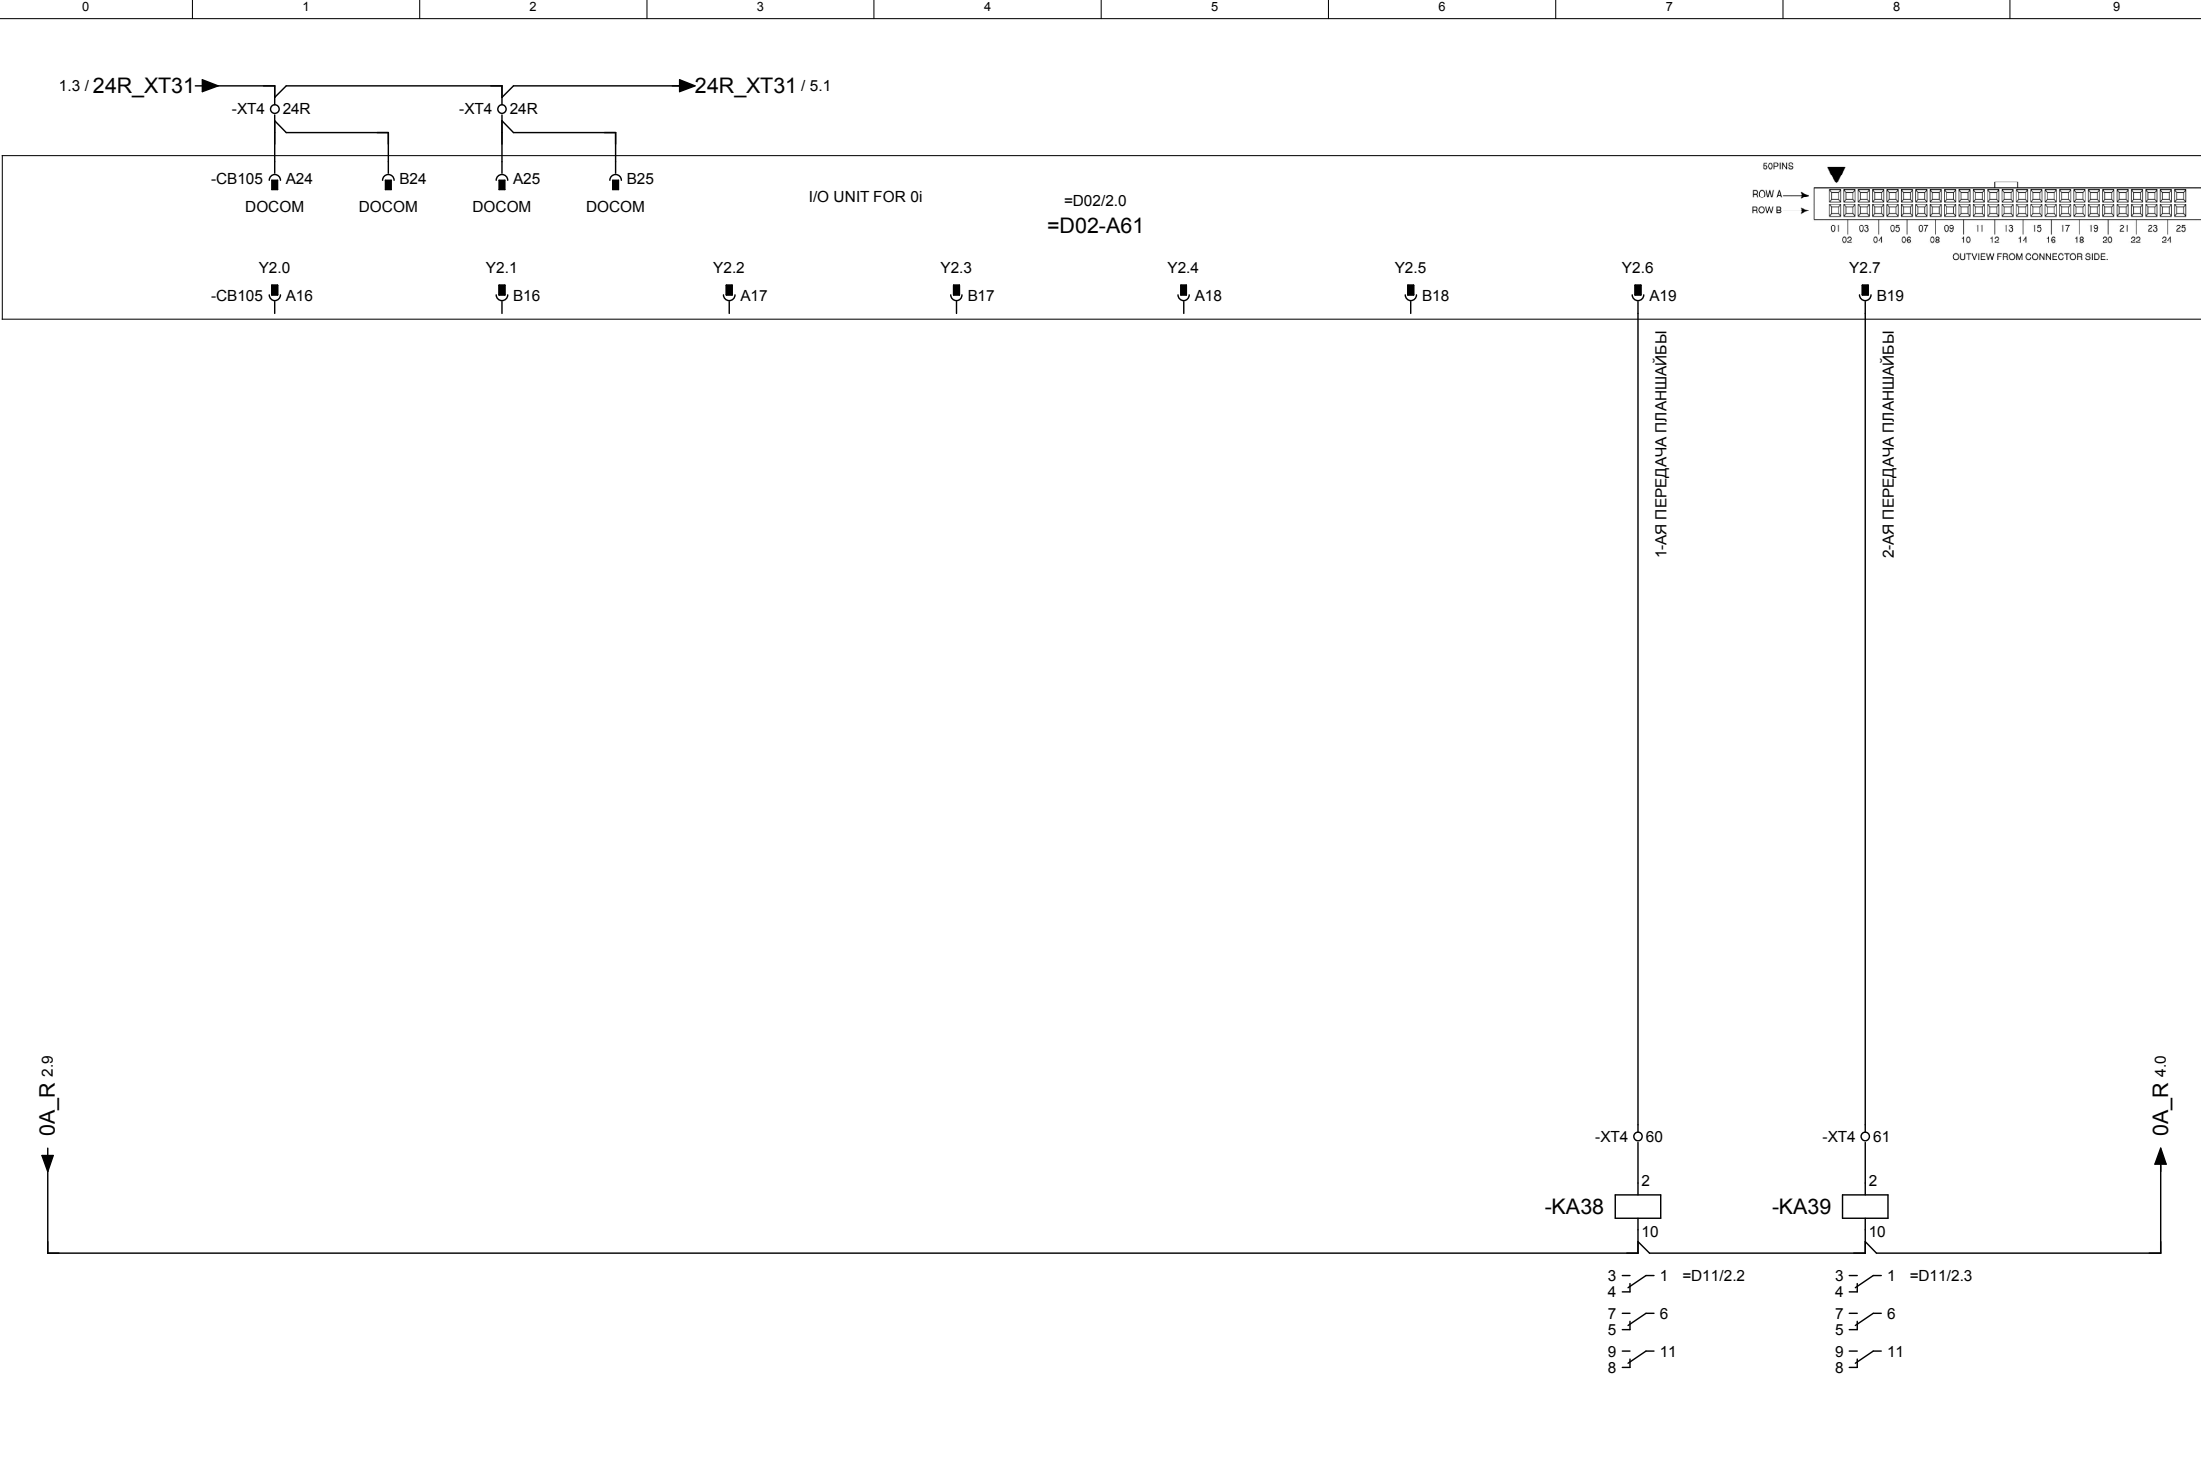 0 1 2 3 4 5 6 7 8 9
1.3 / 24R_XT31 24R_XT31 / 5.1
-XT4 24R -XT4 24R
-CB105 A24 B24 A25 B25
DOCOM DOCOM DOCOM DOCOM
I/O UNIT FOR 0i
=D02/2.0
=D02-A61
50PINS
ROW A
ROW B
01 03 05 07 09 11 13 15 17 19 21 23 25
02 04 06 08 10 12 14 16 18 20 22 24
OUTVIEW FROM CONNECTOR SIDE.
Y2.0 Y2.1 Y2.2 Y2.3 Y2.4 Y2.5 Y2.6 Y2.7
-CB105 A16 B16 A17 B17 A18 B18 A19 B19
1-АЯ ПЕРЕДАЧА ПЛАНШАЙБЫ
2-АЯ ПЕРЕДАЧА ПЛАНШАЙБЫ
0A_R 2.9
0A_R 4.0
-XT4 60 -XT4 61
2 2
-KA38 -KA39
10 10
3 1 =D11/2.2 3 1 =D11/2.3
4 4
7 6 7 6
5 5
9 11 9 11
8 8